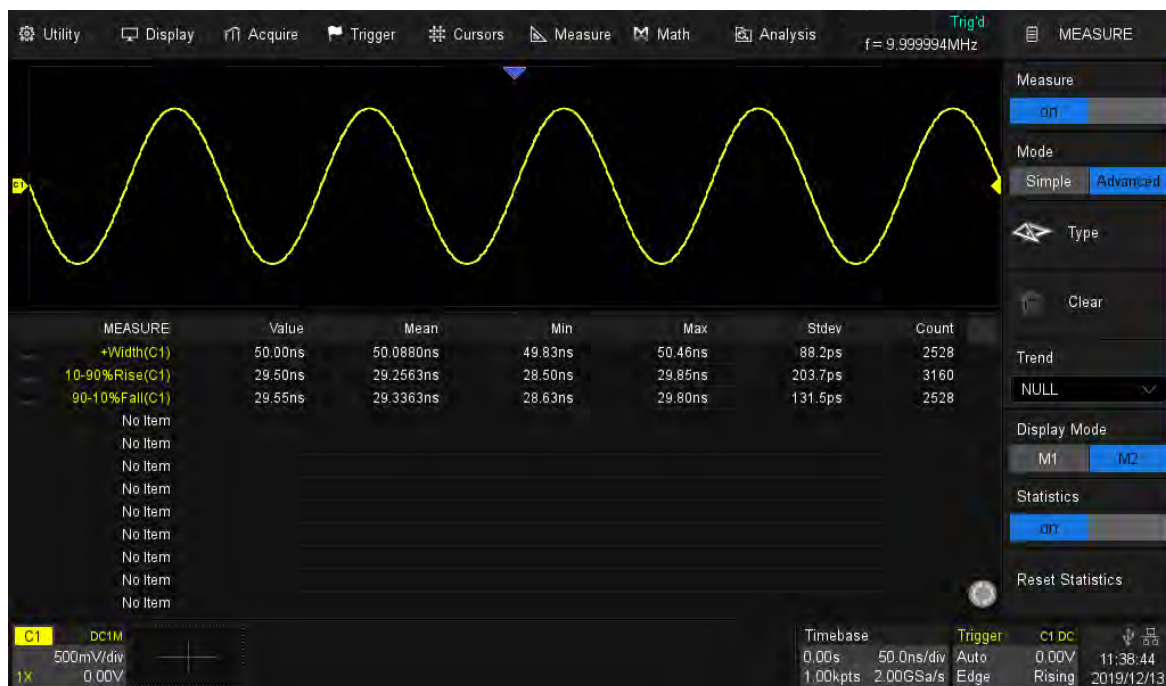 Utility Display Acquire Trigger Cursors Measure Math Analysis Trig'd
f = 9.999994MHz
MEASURE
C1
Measure
on
Mode
Simple Advanced
Type
Clear
Trend
NULL
Display Mode
M1 M2
Statistics
on
Reset Statistics
MEASURE Value Mean Min Max Stdev Count
+Width(C1) 50.00ns 50.0880ns 49.83ns 50.46ns 88.2ps 2528
10-90%Rise(C1) 29.50ns 29.2563ns 28.50ns 29.85ns 203.7ps 3160
90-10%Fall(C1) 29.55ns 29.3363ns 28.63ns 29.80ns 131.5ps 2528
No Item
No Item
No Item
No Item
No Item
No Item
No Item
No Item
No Item
C1 DC1M
500mV/div
1X 0.00V
Timebase
0.00s 50.0ns/div
1.00kpts 2.00GSa/s
Trigger C1 DC
Auto 0.00V
Edge Rising
11:38:44
2019/12/13